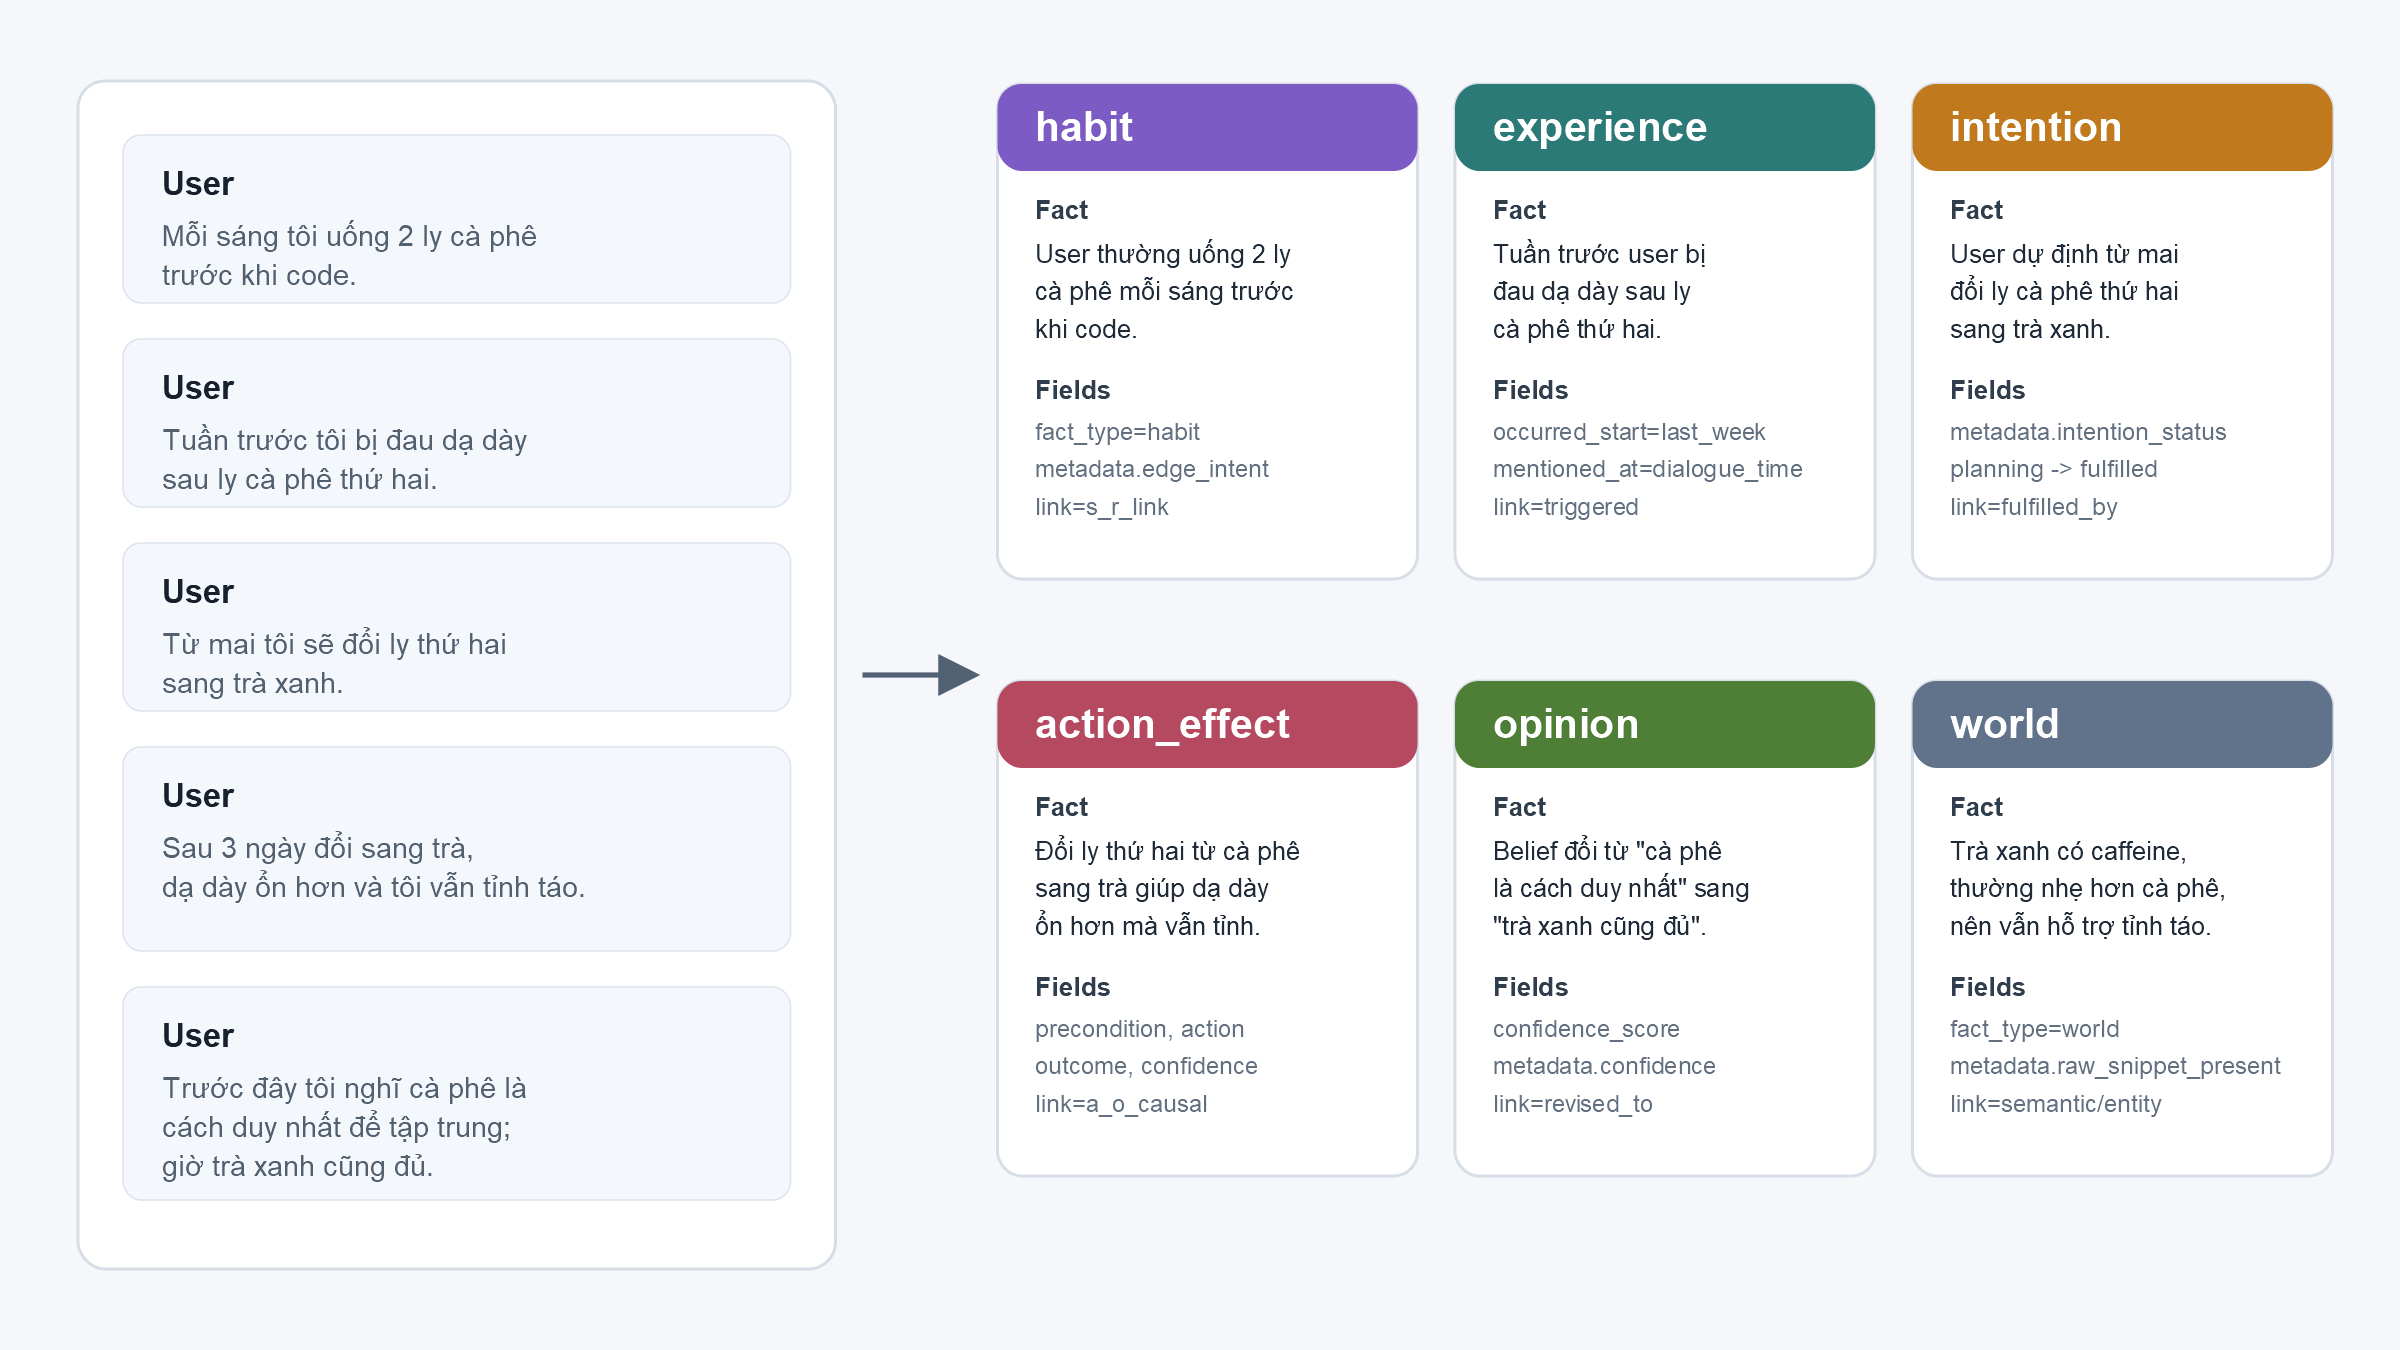 User
Mỗi sáng tôi uống 2 ly cà phê
trước khi code.
User
Tuần trước tôi bị đau dạ dày
sau ly cà phê thứ hai.
User
Từ mai tôi sẽ đổi ly thứ hai
sang trà xanh.
User
Sau 3 ngày đổi sang trà,
dạ dày ổn hơn và tôi vẫn tỉnh táo.
User
Trước đây tôi nghĩ cà phê là
cách duy nhất để tập trung;
giờ trà xanh cũng đủ.
habit
Fact
User thường uống 2 ly
cà phê mỗi sáng trước
khi code.
Fields
fact_type=habit
metadata.edge_intent
link=s_r_link
experience
Fact
Tuần trước user bị
đau dạ dày sau ly
cà phê thứ hai.
Fields
occurred_start=last_week
mentioned_at=dialogue_time
link=triggered
intention
Fact
User dự định từ mai
đổi ly cà phê thứ hai
sang trà xanh.
Fields
metadata.intention_status
planning -> fulfilled
link=fulfilled_by
action_effect
Fact
Đổi ly thứ hai từ cà phê
sang trà giúp dạ dày
ổn hơn mà vẫn tỉnh.
Fields
precondition, action
outcome, confidence
link=a_o_causal
opinion
Fact
Belief đổi từ "cà phê
là cách duy nhất" sang
"trà xanh cũng đủ".
Fields
confidence_score
metadata.confidence
link=revised_to
world
Fact
Trà xanh có caffeine,
thường nhẹ hơn cà phê,
nên vẫn hỗ trợ tỉnh táo.
Fields
fact_type=world
metadata.raw_snippet_present
link=semantic/entity